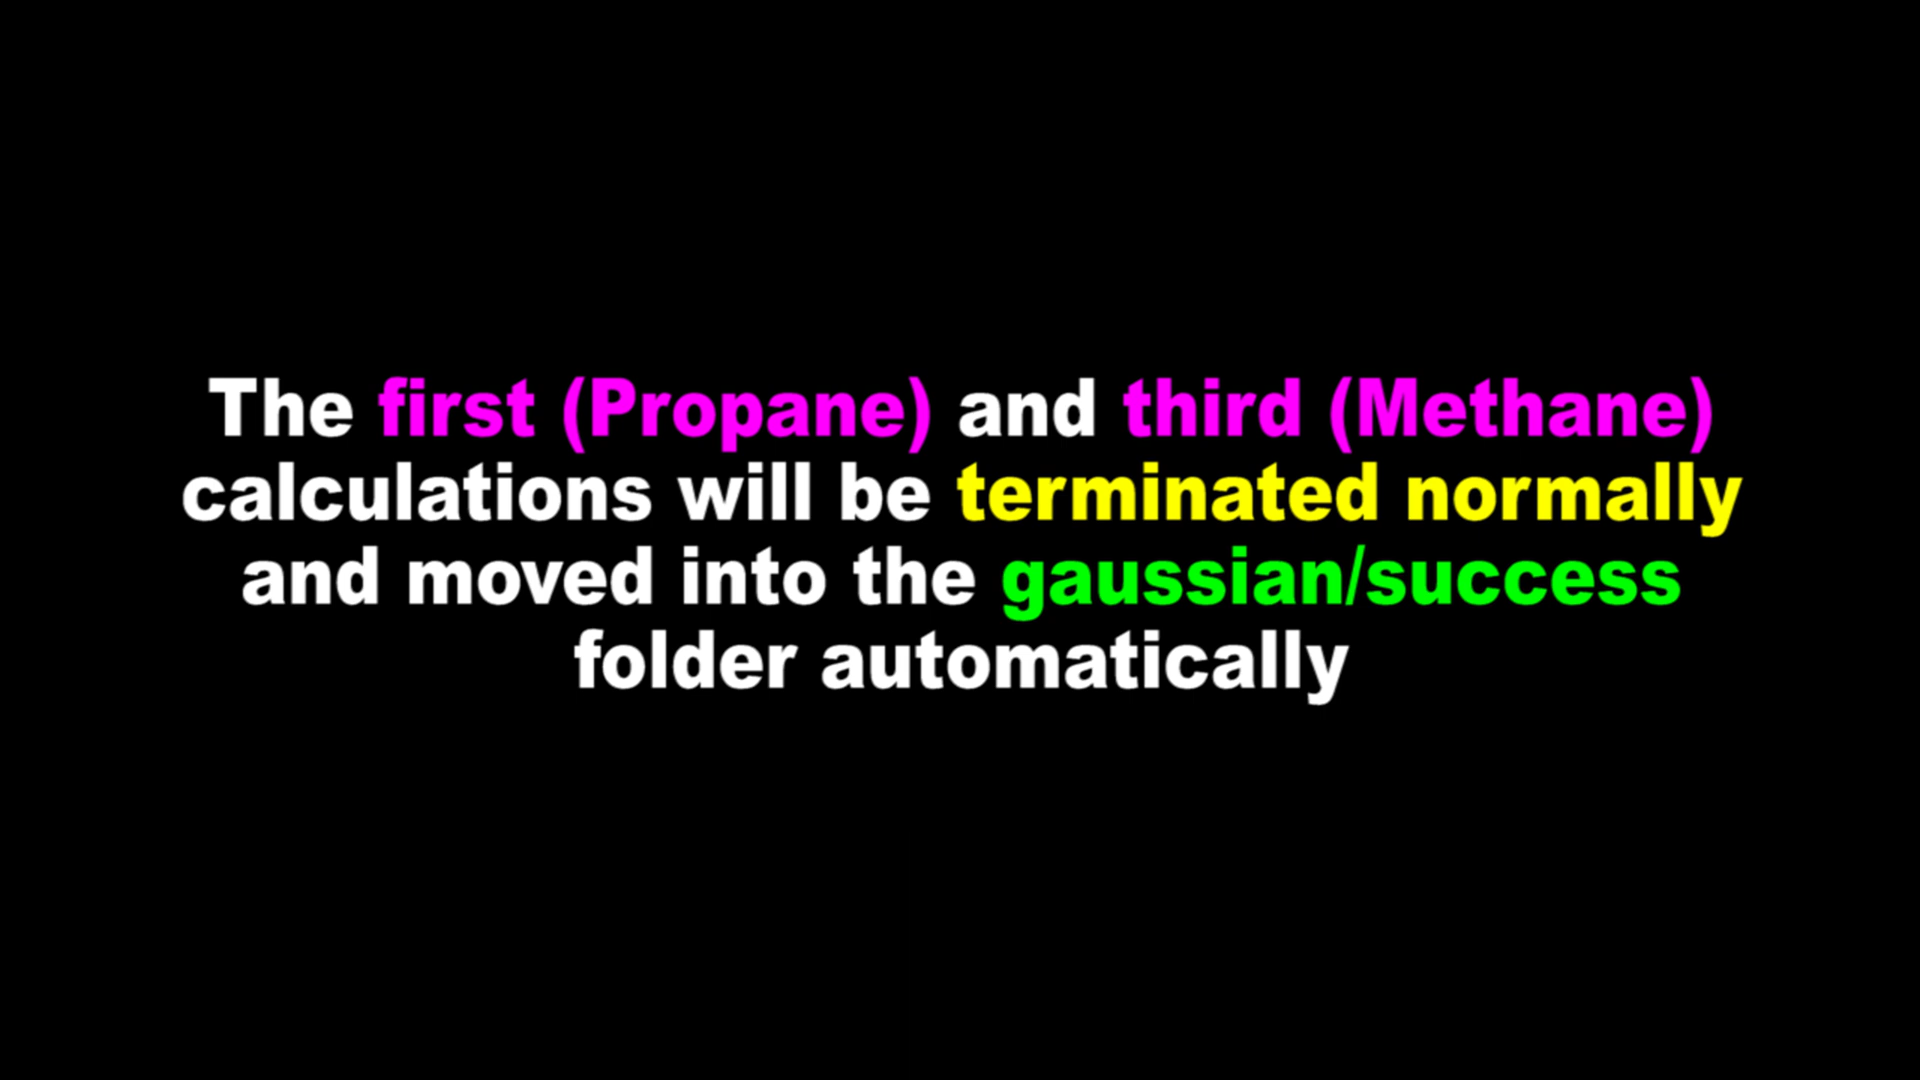 The first (Propane) and third (Methane)
calculations will be terminated normally
and moved into the gaussian/success
folder automatically